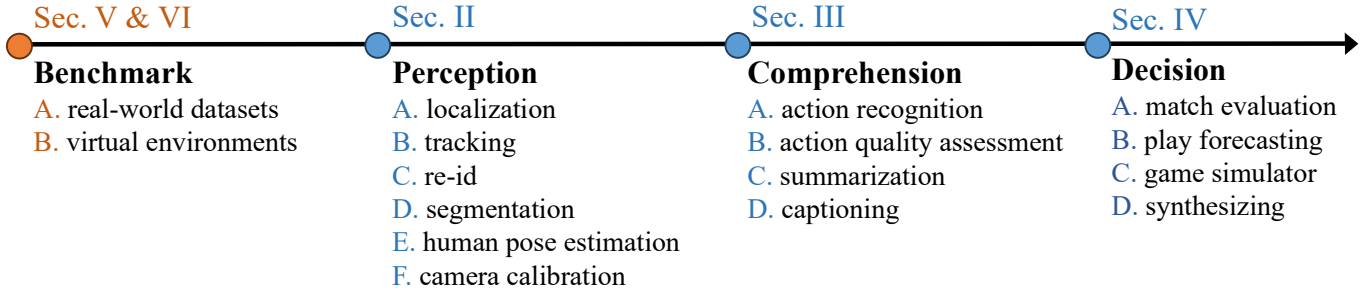 Sec. V & VI
Benchmark
A. real-world datasets
B. virtual environments
Sec. II
Perception
A. localization
B. tracking
C. re-id
D. segmentation
E. human pose estimation
F. camera calibration
Sec. III
Comprehension
A. action recognition
B. action quality assessment
C. summarization
D. captioning
Sec. IV
Decision
A. match evaluation
B. play forecasting
C. game simulator
D. synthesizing